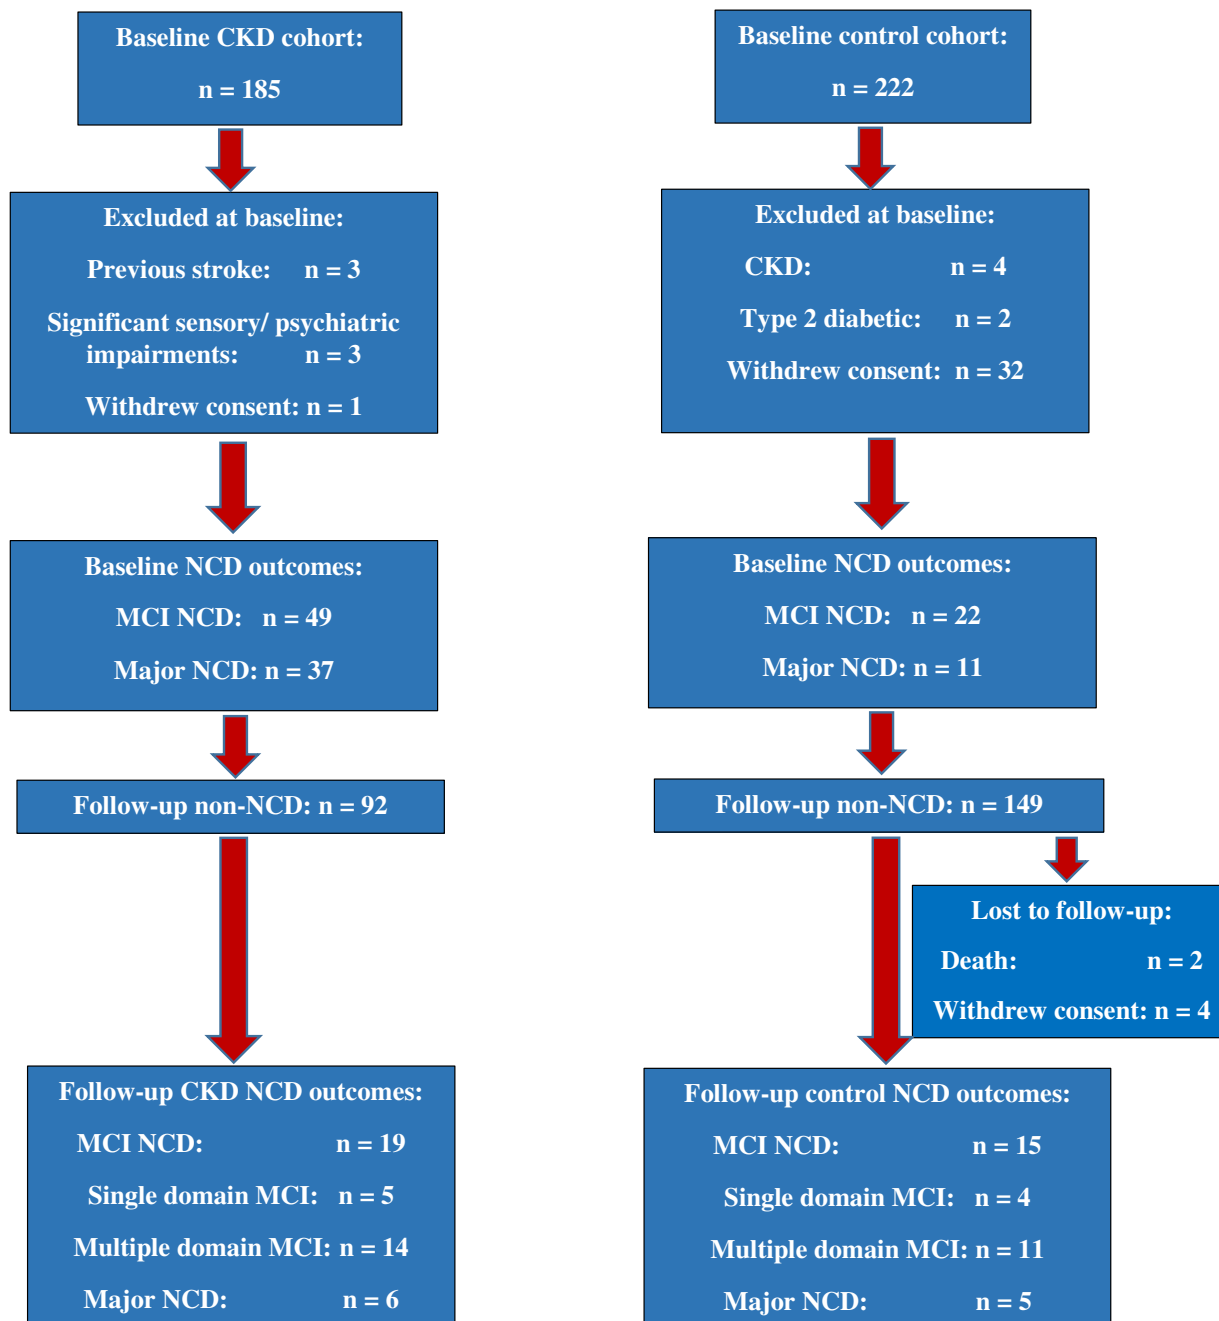 Baseline CKD cohort:
n = 185
Excluded at baseline:
Previous stroke: n = 3
Significant sensory/ psychiatric
impairments: n = 3
Withdrew consent: n = 1
Baseline NCD outcomes:
MCI NCD: n = 49
Major NCD: n = 37
Follow-up non-NCD: n = 92
Follow-up CKD NCD outcomes:
MCI NCD: n = 19
Single domain MCI: n = 5
Multiple domain MCI: n = 14
Major NCD: n = 6
Baseline control cohort:
n = 222
Excluded at baseline:
CKD: n = 4
Type 2 diabetic: n = 2
Withdrew consent: n = 32
Baseline NCD outcomes:
MCI NCD: n = 22
Major NCD: n = 11
Follow-up non-NCD: n = 149
Lost to follow-up:
Death: n = 2
Withdrew consent: n = 4
Follow-up control NCD outcomes:
MCI NCD: n = 15
Single domain MCI: n = 4
Multiple domain MCI: n = 11
Major NCD: n = 5